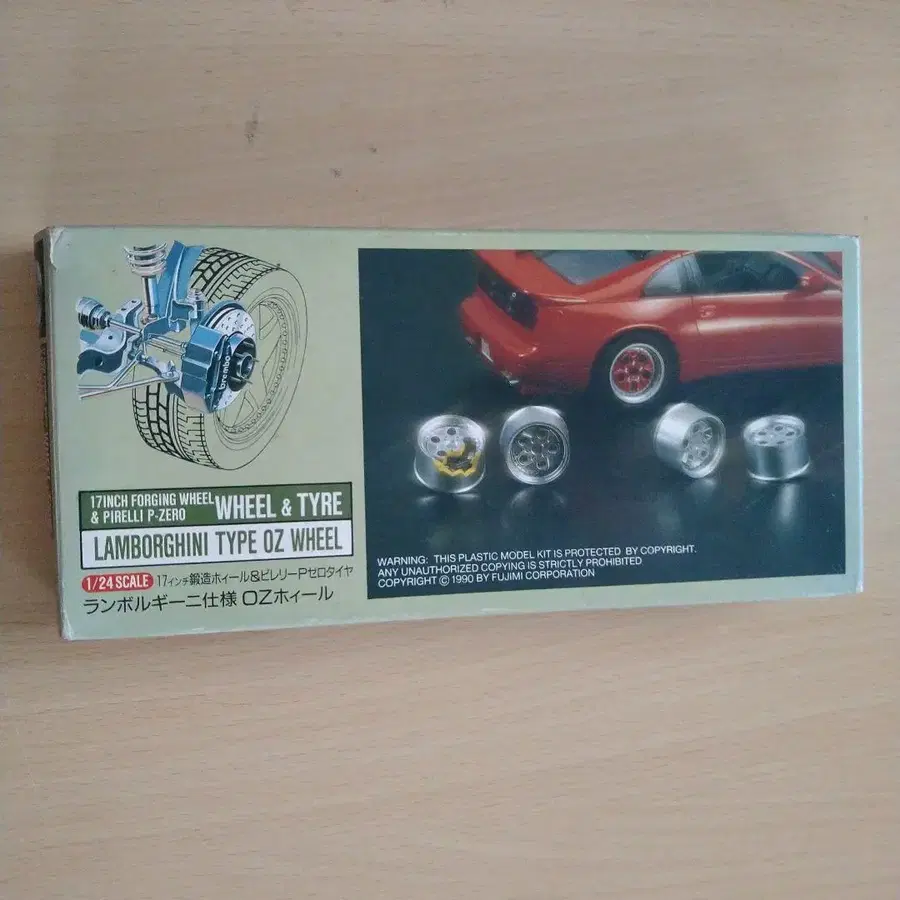 brembo
17INCH FORGING WHEEL
& PIRELLI P-ZERO
WHEEL & TYRE
LAMBORGHINI TYPE OZ WHEEL
1/24 SCALE 17インチ鍛造ホィール&ピレリーPゼロタイヤ
ランボルギーニ仕様 OZホィール
WARNING: THIS PLASTIC MODEL KIT IS PROTECTED BY COPYRIGHT.
ANY UNAUTHORIZED COPYING IS STRICTLY PROHIBITED
COPYRIGHT © 1990 BY FUJIMI CORPORATION